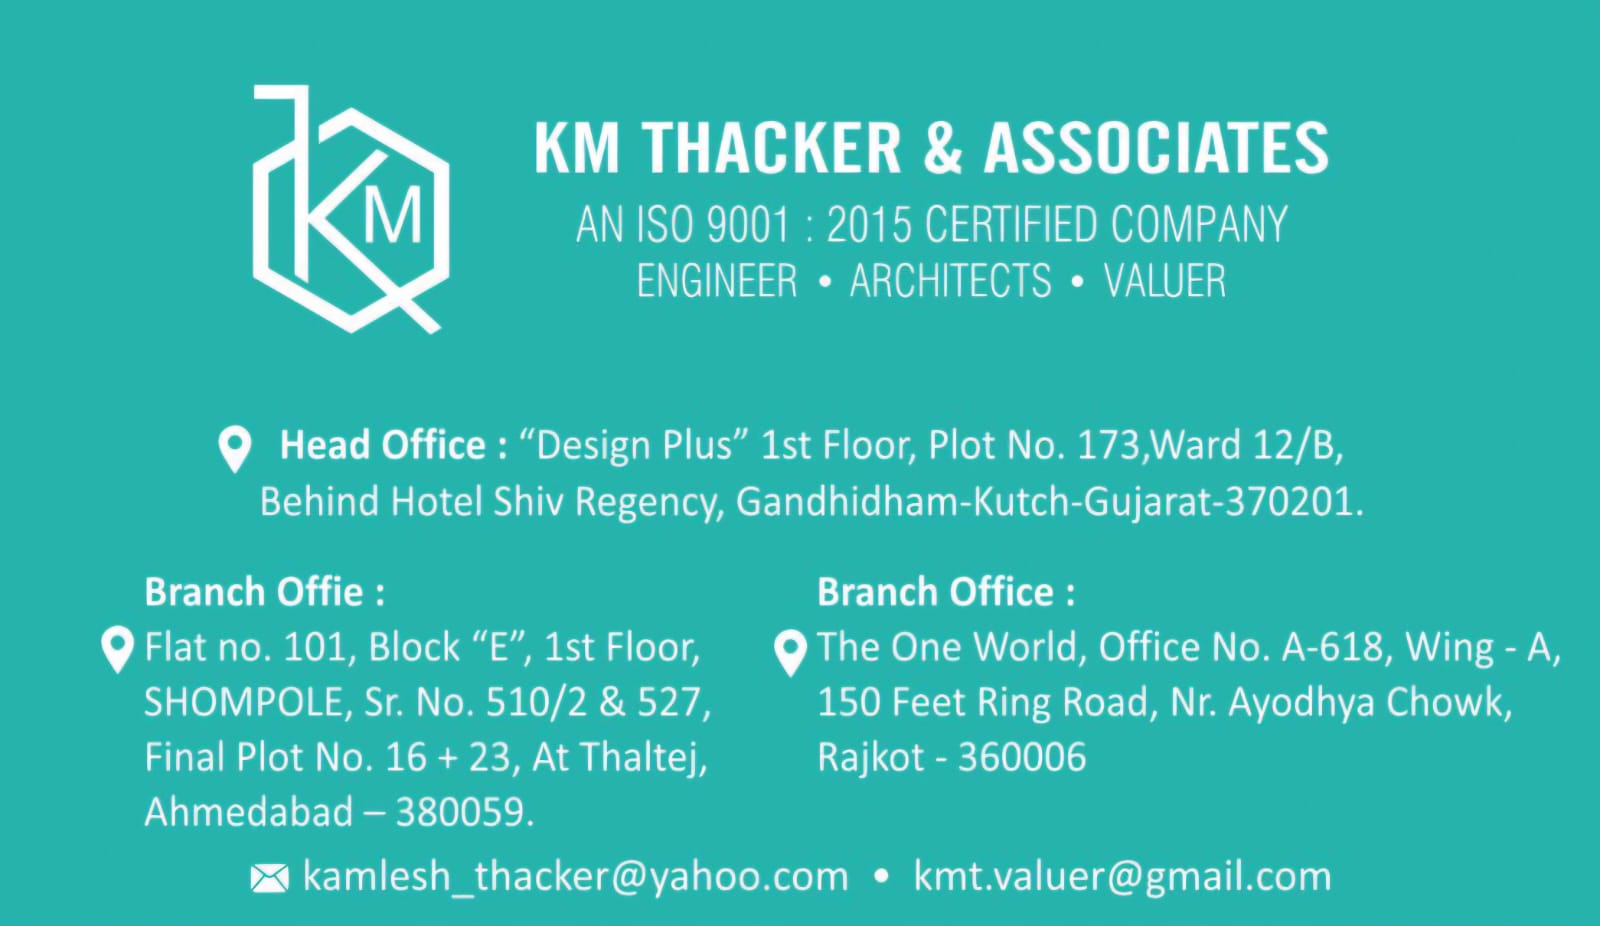 KM
KM THACKER & ASSOCIATES
AN ISO 9001 : 2015 CERTIFIED COMPANY
ENGINEER • ARCHITECTS • VALUER
Head Office : “Design Plus” 1st Floor, Plot No. 173,Ward 12/B,
Behind Hotel Shiv Regency, Gandhidham-Kutch-Gujarat-370201.
Branch Offie :
Flat no. 101, Block “E”, 1st Floor,
SHOMPOLE, Sr. No. 510/2 & 527,
Final Plot No. 16 + 23, At Thaltej,
Ahmedabad – 380059.
Branch Office :
The One World, Office No. A-618, Wing - A,
150 Feet Ring Road, Nr. Ayodhya Chowk,
Rajkot - 360006
kamlesh_thacker@yahoo.com • kmt.valuer@gmail.com